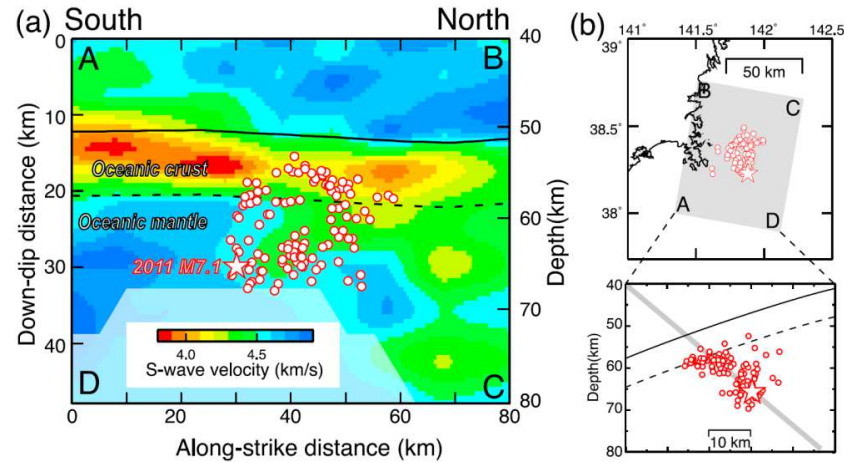 (a) South North
A B
Oceanic crust
Oceanic mantle
2011 M7.1
D C
4.0 4.5
S-wave velocity (km/s)
0 10 20 30 40
Down-dip distance (km)
40 50 60 70 80
Depth(km)
0 20 40 60 80
Along-strike distance (km)
(b) 141° 141.5° 142° 142.5°
39°
38.5°
38°
50 km
B
C
A
D
40
50
60
70
80
Depth(km)
10 km